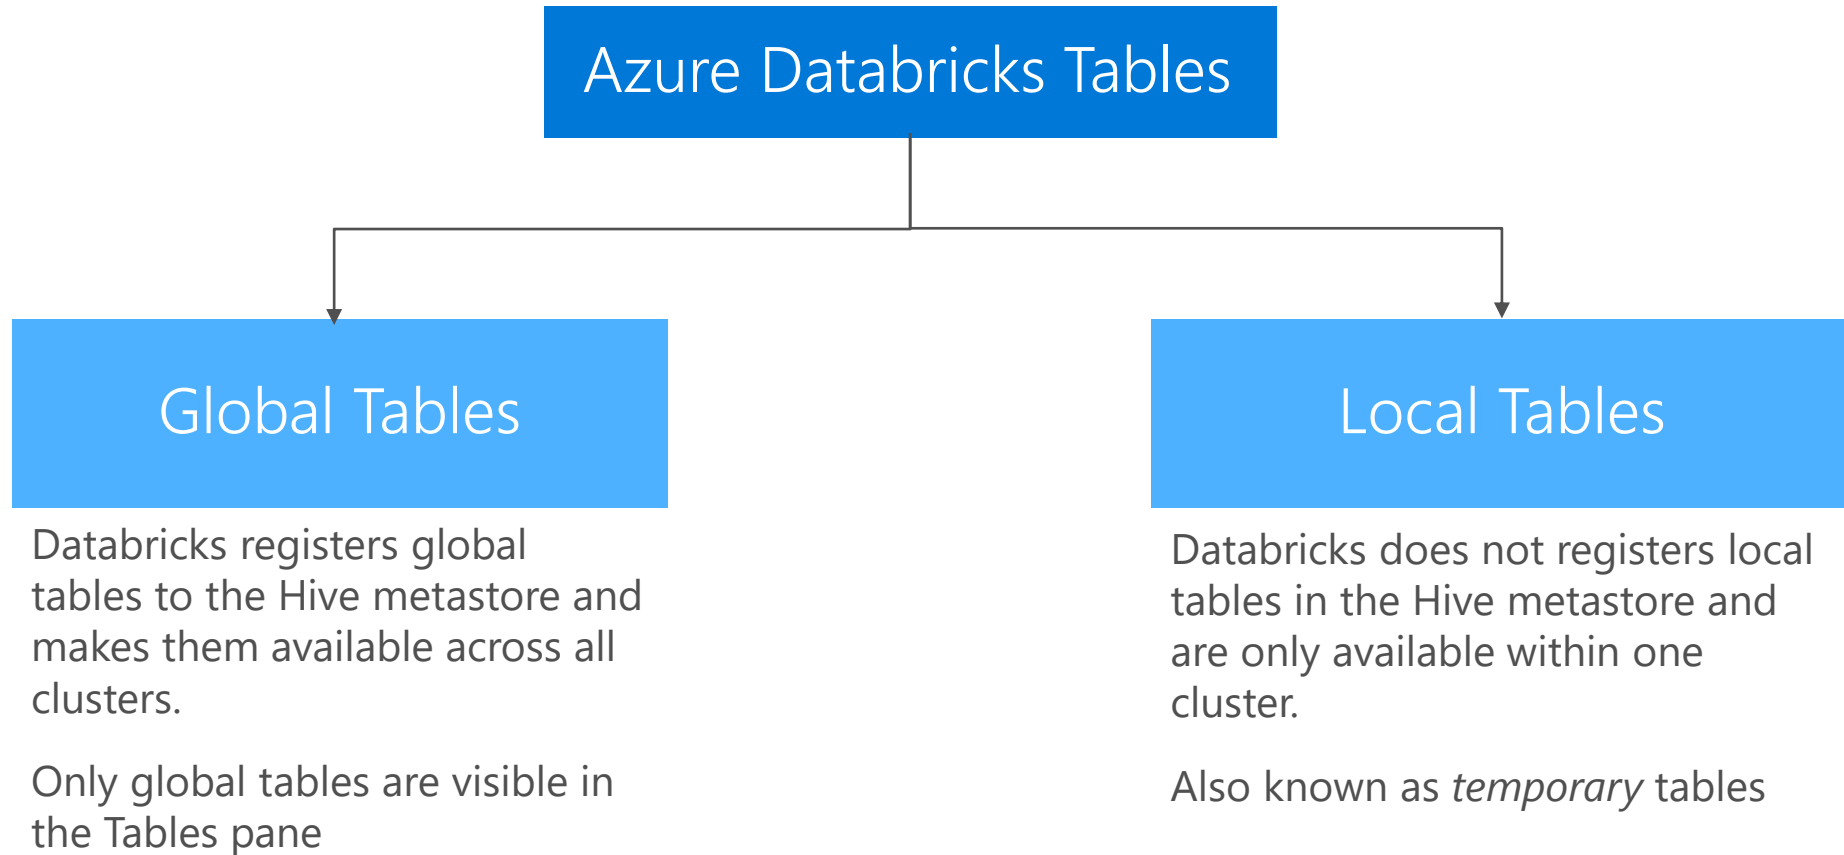 Azure Databricks Tables
Global Tables
Databricks registers global
tables to the Hive metastore and
makes them available across all
clusters.
Only global tables are visible in
the Tables pane
Local Tables
Databricks does not registers local
tables in the Hive metastore and
are only available within one
cluster.
Also known as temporary tables